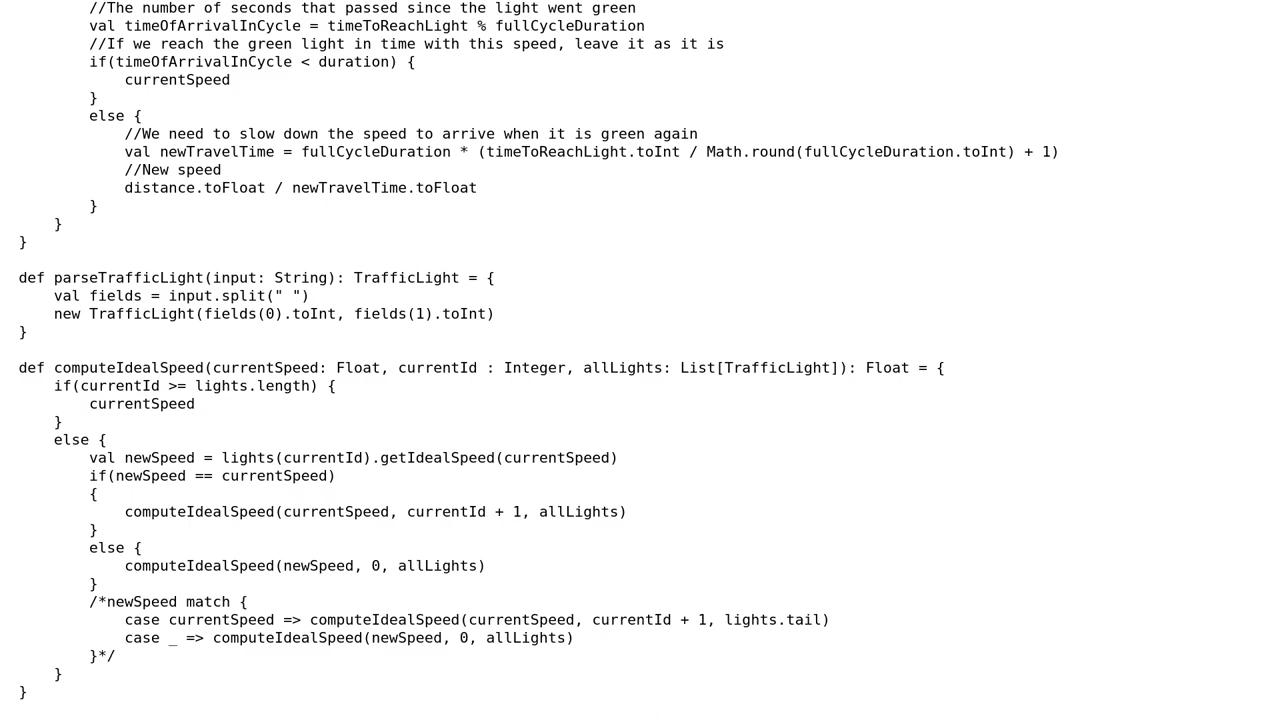 //The number of seconds that passed since the light went green
val timeOfArrivalInCycle = timeToReachLight % fullCycleDuration
//If we reach the green light in time with this speed, leave it as it is
if(timeOfArrivalInCycle < duration) {
currentSpeed
}
else {
//We need to slow down the speed to arrive when it is green again
val newTravelTime = fullCycleDuration * (timeToReachLight.toInt / Math.round(fullCycleDuration.toInt) + 1)
//New speed
distance.toFloat / newTravelTime.toFloat
}
}
}
def parseTrafficLight(input: String): TrafficLight = {
val fields = input.split(" ")
new TrafficLight(fields(0).toInt, fields(1).toInt)
}
def computeIdealSpeed(currentSpeed: Float, currentId : Integer, allLights: List[TrafficLight]): Float = {
if(currentId >= lights.length) {
currentSpeed
}
else {
val newSpeed = lights(currentId).getIdealSpeed(currentSpeed)
if(newSpeed == currentSpeed)
{
computeIdealSpeed(currentSpeed, currentId + 1, allLights)
}
else {
computeIdealSpeed(newSpeed, 0, allLights)
}
/*newSpeed match {
case currentSpeed => computeIdealSpeed(currentSpeed, currentId + 1, lights.tail)
case _ => computeIdealSpeed(newSpeed, 0, allLights)
}*/
}
}